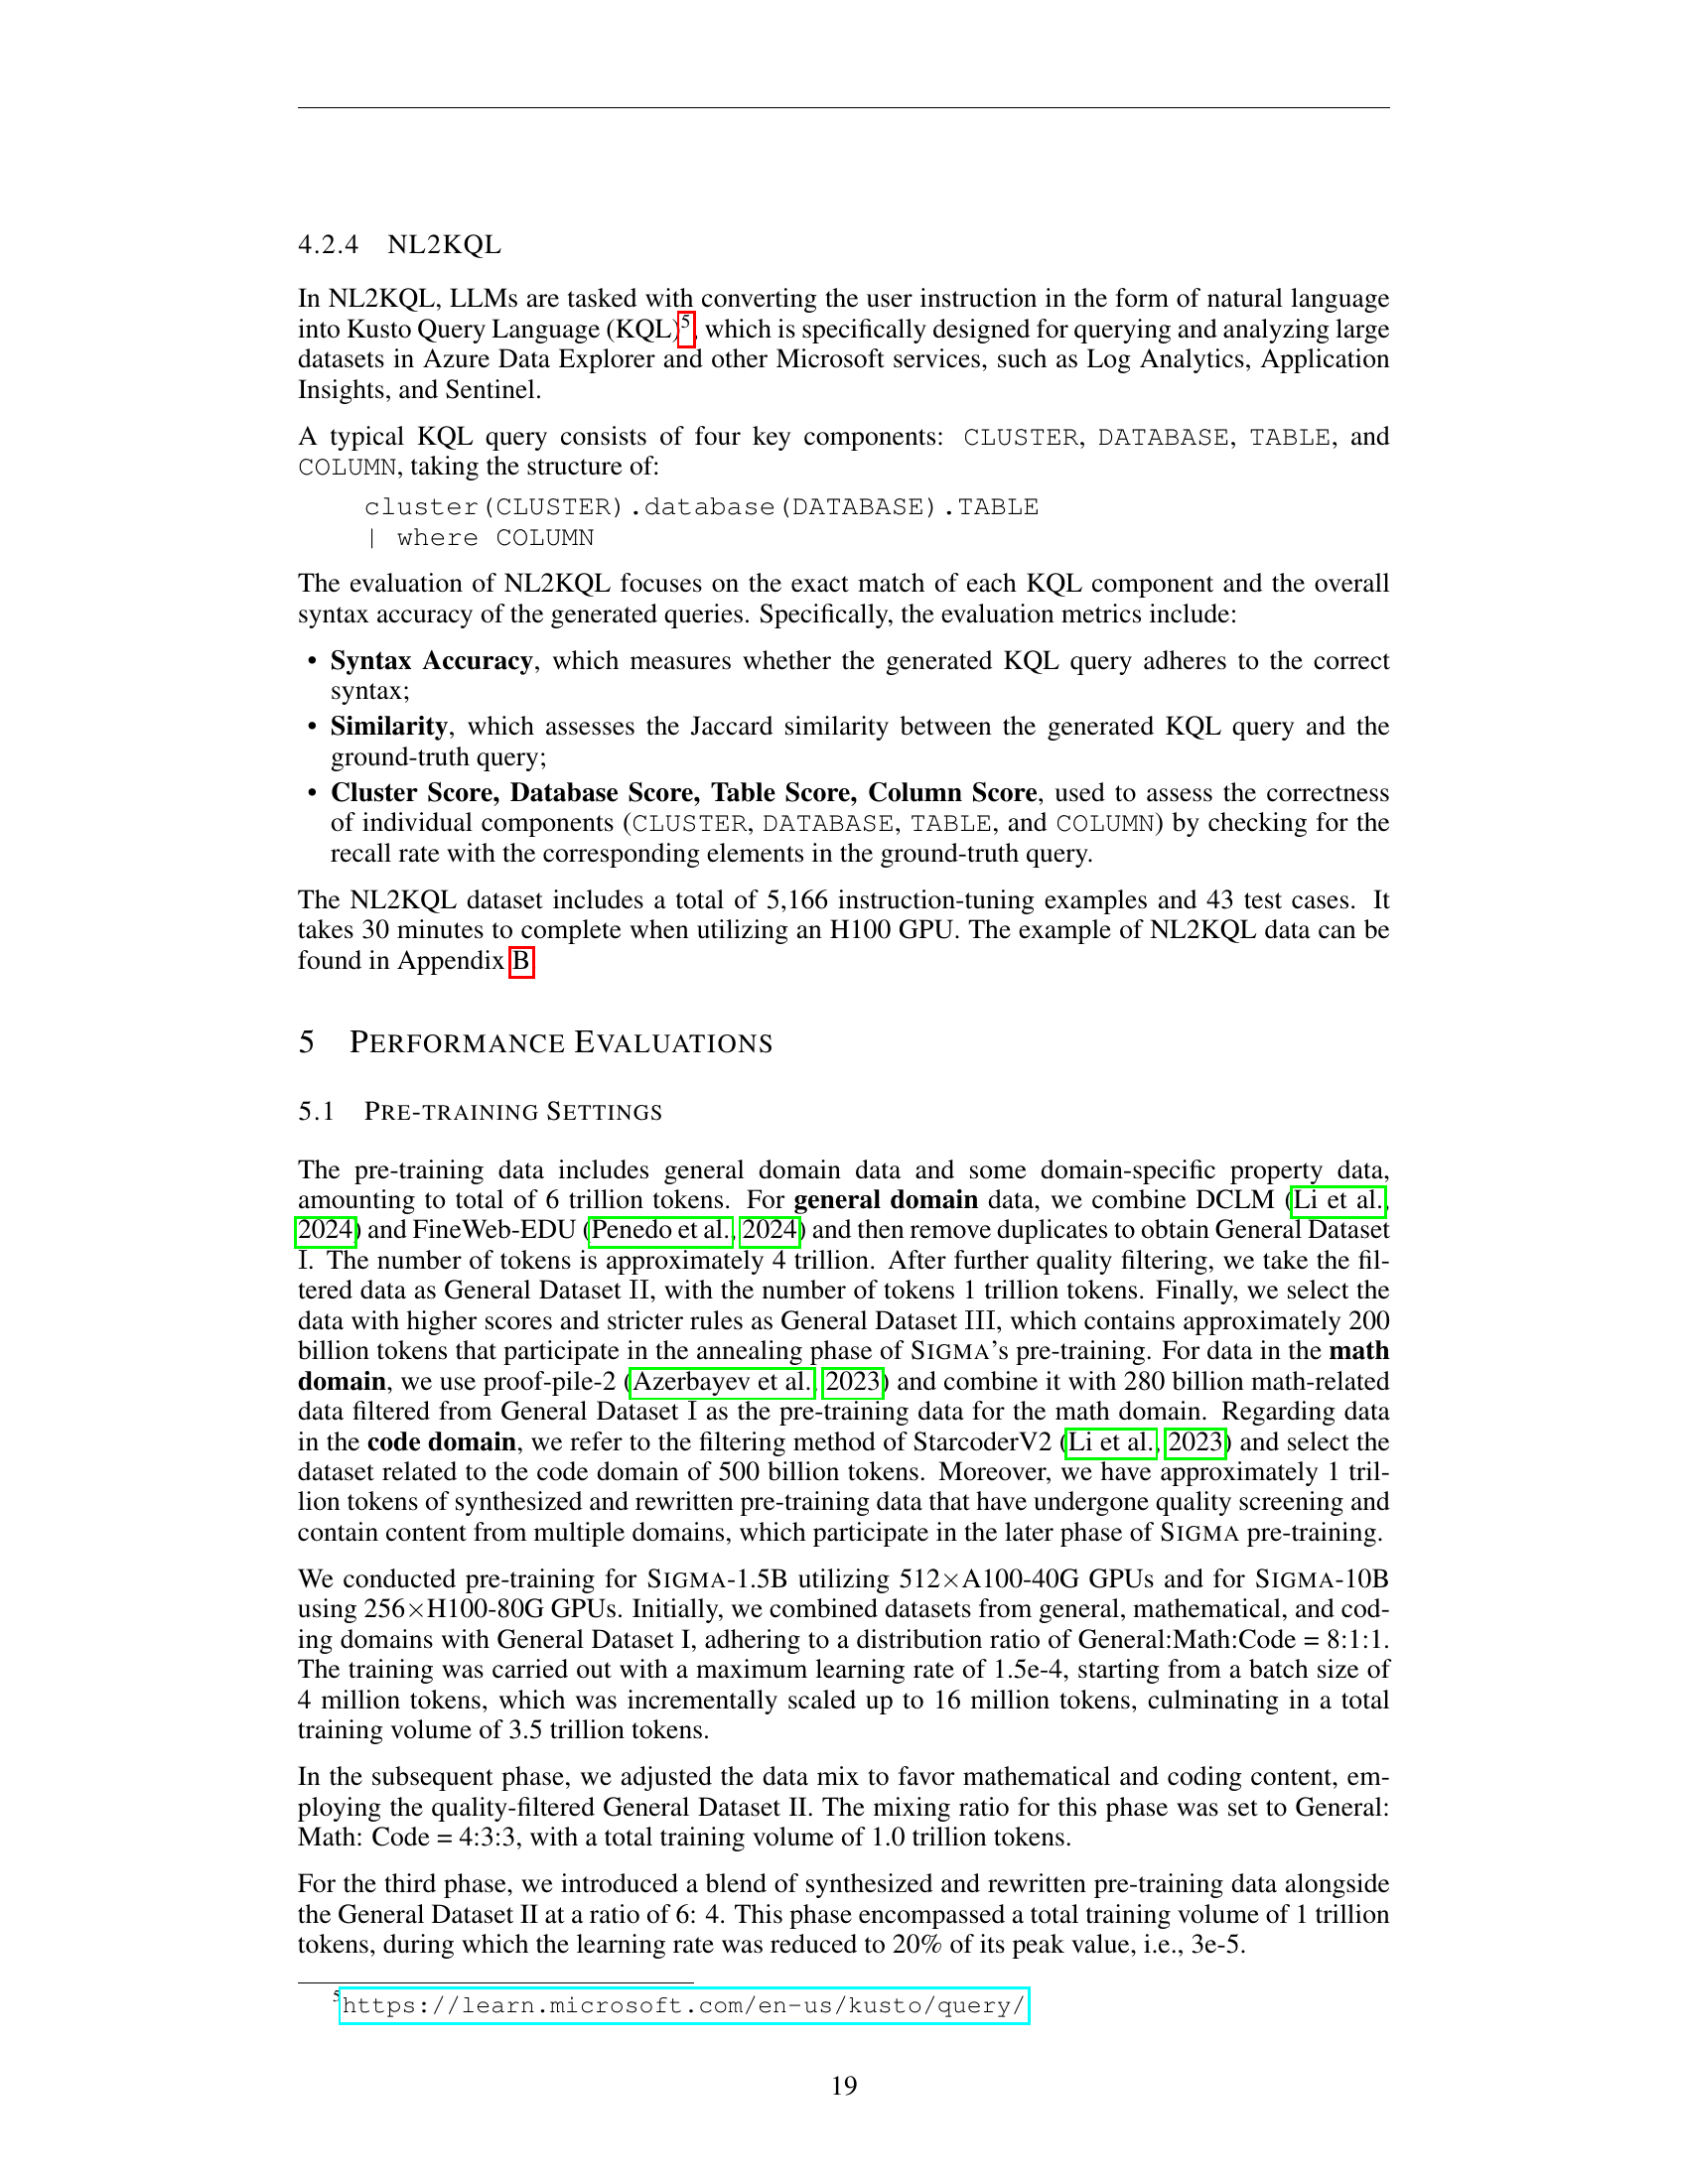 4.2.4 NL2KQL
In NL2KQL, LLMs are tasked with converting the user instruction in the form of natural language
into Kusto Query Language (KQL)5, which is specifically designed for querying and analyzing large
datasets in Azure Data Explorer and other Microsoft services, such as Log Analytics, Application
Insights, and Sentinel.
A typical KQL query consists of four key components: CLUSTER, DATABASE, TABLE, and
COLUMN, taking the structure of:
cluster(CLUSTER).database(DATABASE).TABLE
| where COLUMN
The evaluation of NL2KQL focuses on the exact match of each KQL component and the overall
syntax accuracy of the generated queries. Specifically, the evaluation metrics include:
• Syntax Accuracy, which measures whether the generated KQL query adheres to the correct
syntax;
• Similarity, which assesses the Jaccard similarity between the generated KQL query and the
ground-truth query;
• Cluster Score, Database Score, Table Score, Column Score, used to assess the correctness
of individual components (CLUSTER, DATABASE, TABLE, and COLUMN) by checking for the
recall rate with the corresponding elements in the ground-truth query.
The NL2KQL dataset includes a total of 5,166 instruction-tuning examples and 43 test cases. It
takes 30 minutes to complete when utilizing an H100 GPU. The example of NL2KQL data can be
found in Appendix B
5 PERFORMANCE EVALUATIONS
5.1 PRE-TRAINING SETTINGS
The pre-training data includes general domain data and some domain-specific property data,
amounting to total of 6 trillion tokens. For general domain data, we combine DCLM (Li et al.,
2024) and FineWeb-EDU (Penedo et al., 2024) and then remove duplicates to obtain General Dataset
I. The number of tokens is approximately 4 trillion. After further quality filtering, we take the fil-
tered data as General Dataset II, with the number of tokens 1 trillion tokens. Finally, we select the
data with higher scores and stricter rules as General Dataset III, which contains approximately 200
billion tokens that participate in the annealing phase of SIGMA's pre-training. For data in the math
domain, we use proof-pile-2 (Azerbayev et al., 2023) and combine it with 280 billion math-related
data filtered from General Dataset I as the pre-training data for the math domain. Regarding data
in the code domain, we refer to the filtering method of StarcoderV2 (Li et al., 2023) and select the
dataset related to the code domain of 500 billion tokens. Moreover, we have approximately 1 tril-
lion tokens of synthesized and rewritten pre-training data that have undergone quality screening and
contain content from multiple domains, which participate in the later phase of SIGMA pre-training.
We conducted pre-training for SIGMA-1.5B utilizing 512×A100-40G GPUs and for SIGMA-10B
using 256×H100-80G GPUs. Initially, we combined datasets from general, mathematical, and cod-
ing domains with General Dataset I, adhering to a distribution ratio of General:Math:Code = 8:1:1.
The training was carried out with a maximum learning rate of 1.5e-4, starting from a batch size of
4 million tokens, which was incrementally scaled up to 16 million tokens, culminating in a total
training volume of 3.5 trillion tokens.
In the subsequent phase, we adjusted the data mix to favor mathematical and coding content, em-
ploying the quality-filtered General Dataset II. The mixing ratio for this phase was set to General:
Math: Code = 4:3:3, with a total training volume of 1.0 trillion tokens.
For the third phase, we introduced a blend of synthesized and rewritten pre-training data alongside
the General Dataset II at a ratio of 6: 4. This phase encompassed a total training volume of 1 trillion
tokens, during which the learning rate was reduced to 20% of its peak value, i.e., 3e-5.
5https://learn.microsoft.com/en-us/kusto/query/
19